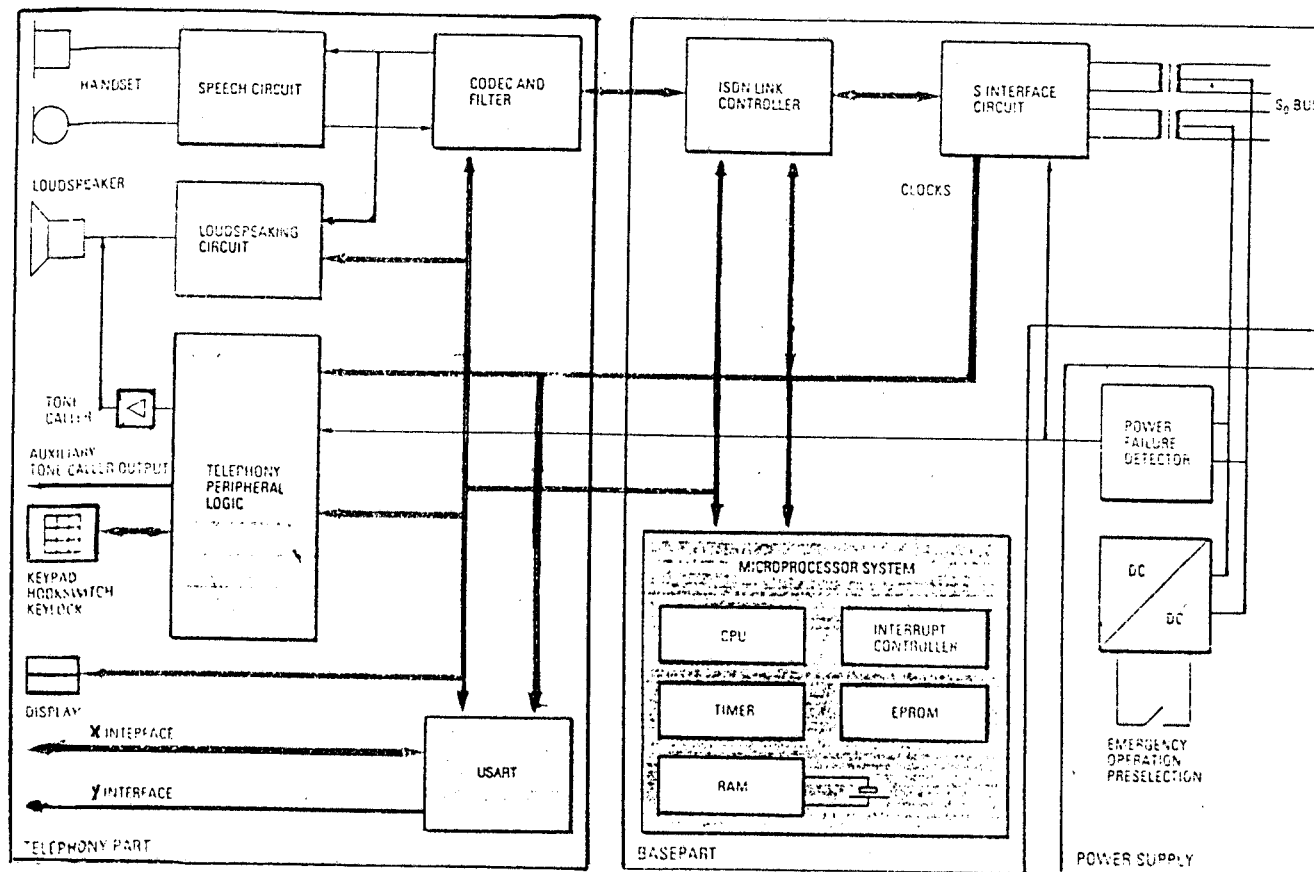 HANDSET
SPEECH CIRCUIT
CODEC AND
FILTER
ISDN LINK
CONTROLLER
S INTERFACE
CIRCUIT
S₀ BUS
LOUDSPEAKER
LOUDSPEAKING
CIRCUIT
CLOCKS
TONE
CALLER
AUXILIARY
TONE CALLER OUTPUT
TELEPHONY
PERIPHERAL
LOGIC
KEYPAD
HOOKSWITCH
KEYLOCK
DISPLAY
X INTERFACE
Y INTERFACE
USART
TELEPHONY PART
MICROPROCESSOR SYSTEM
CPU
INTERRUPT
CONTROLLER
TIMER
EPROM
RAM
BASEPART
POWER
FAILURE
DETECTOR
DC
DC
EMERGENCY
OPERATION
PRESELECTION
POWER SUPPLY